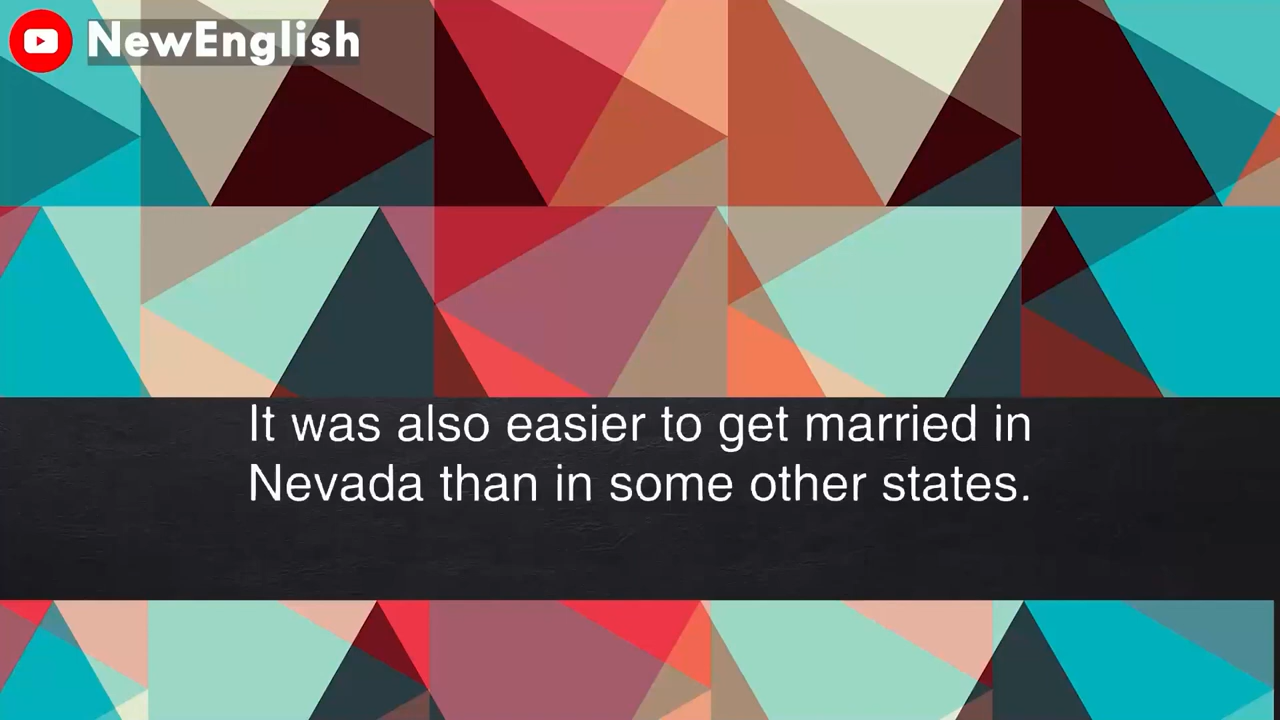 NewEnglish
It was also easier to get married in
Nevada than in some other states.